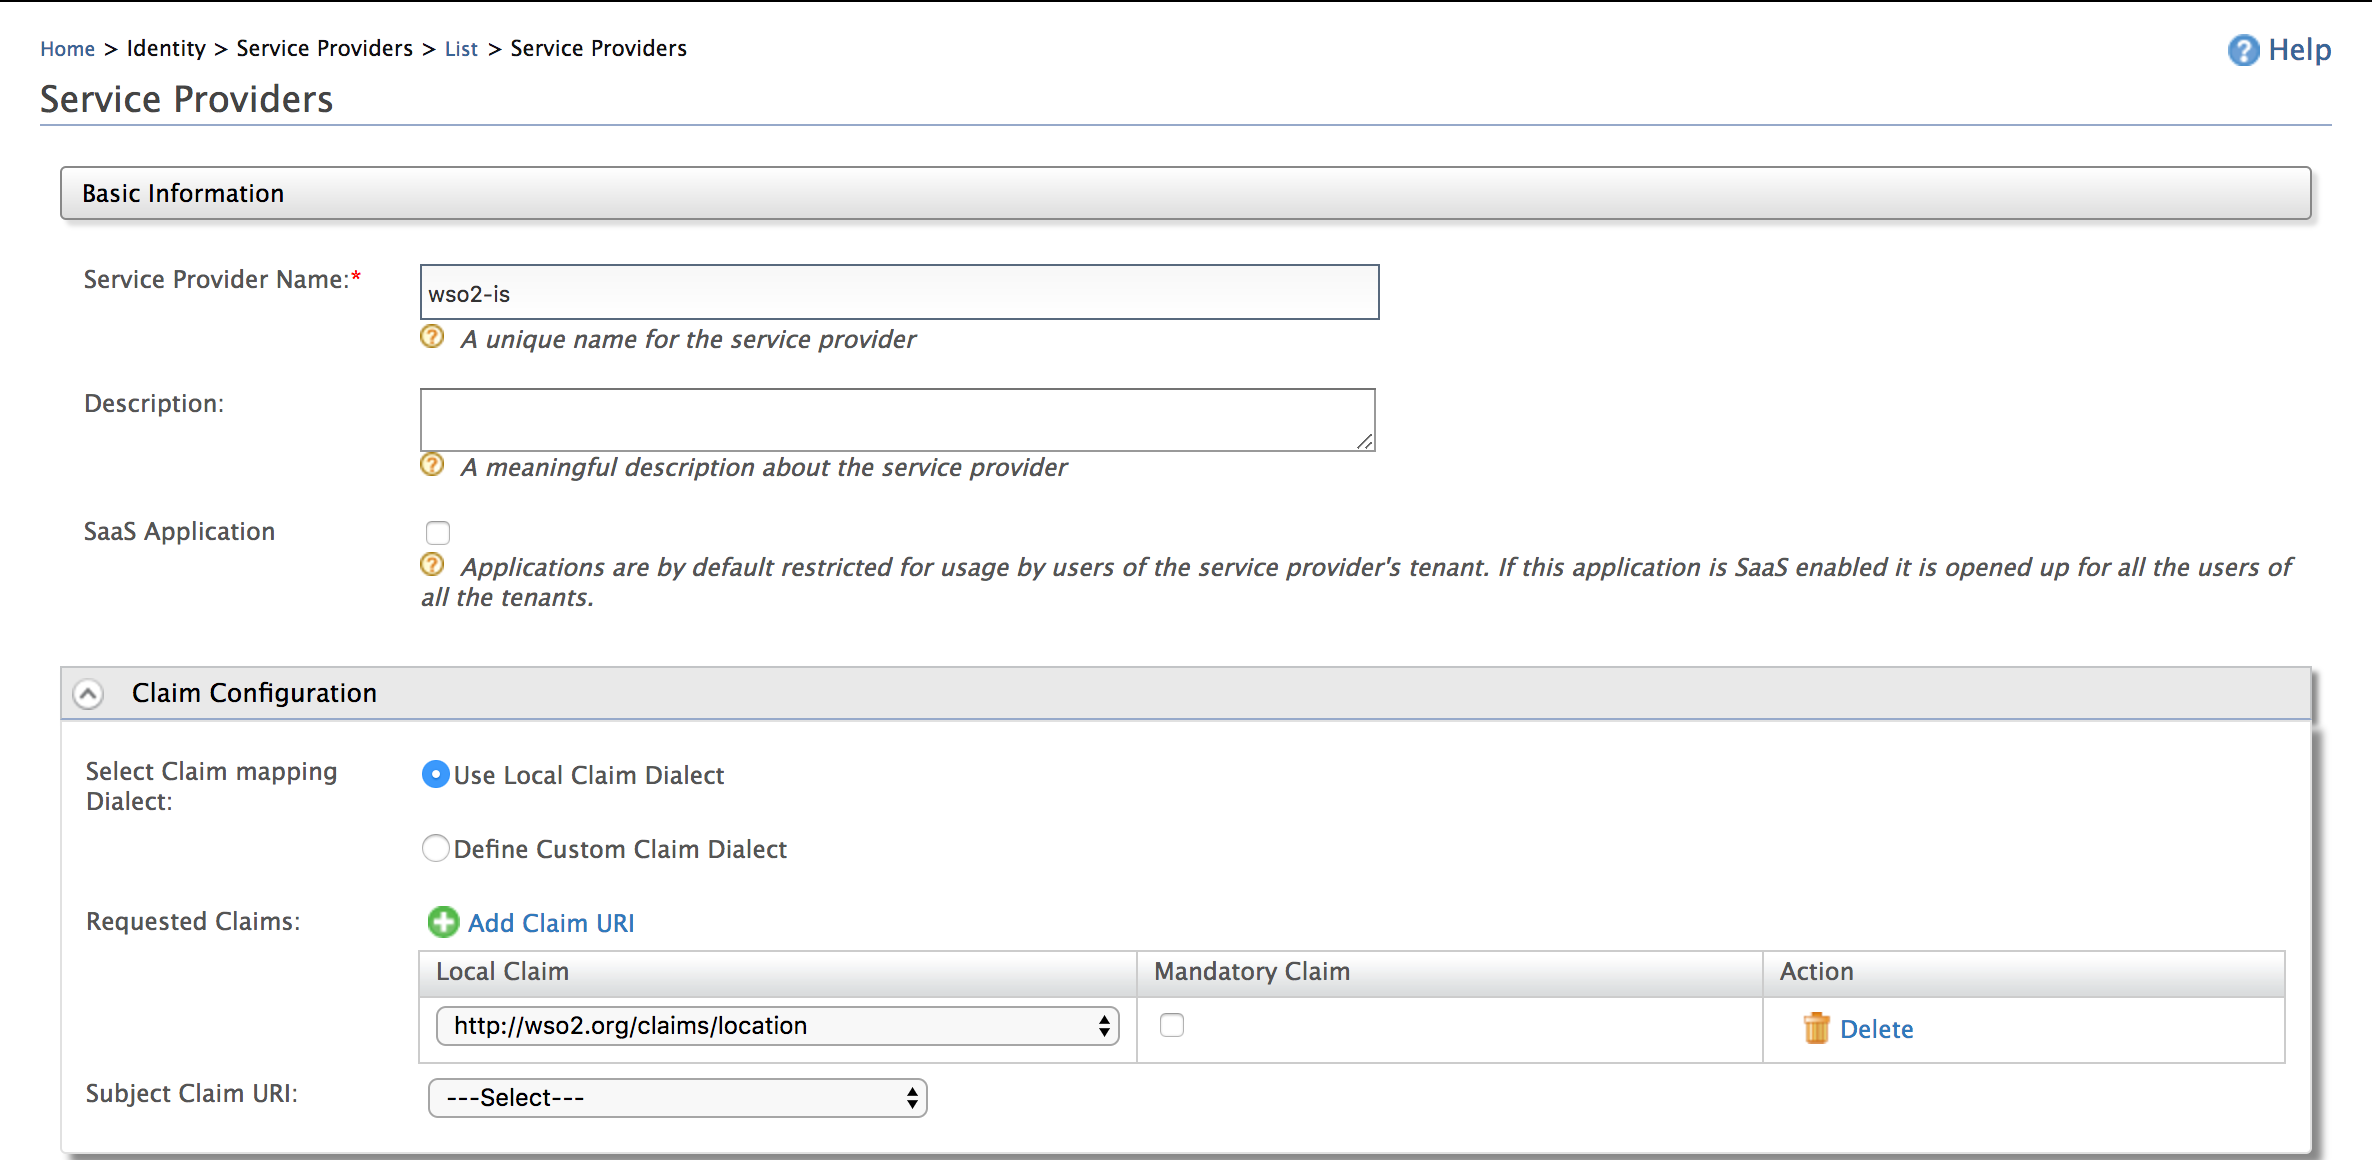 Home > Identity > Service Providers > List > Service Providers
Help
Service Providers
Basic Information
Service Provider Name:*
wso2-is
A unique name for the service provider
Description:
A meaningful description about the service provider
SaaS Application
Applications are by default restricted for usage by users of the service provider's tenant. If this application is SaaS enabled it is opened up for all the users of
all the tenants.
Claim Configuration
Select Claim mapping
Dialect:
Use Local Claim Dialect
Define Custom Claim Dialect
Requested Claims:
Add Claim URI
Local Claim
Mandatory Claim
Action
http://wso2.org/claims/location
Delete
Subject Claim URI:
---Select---